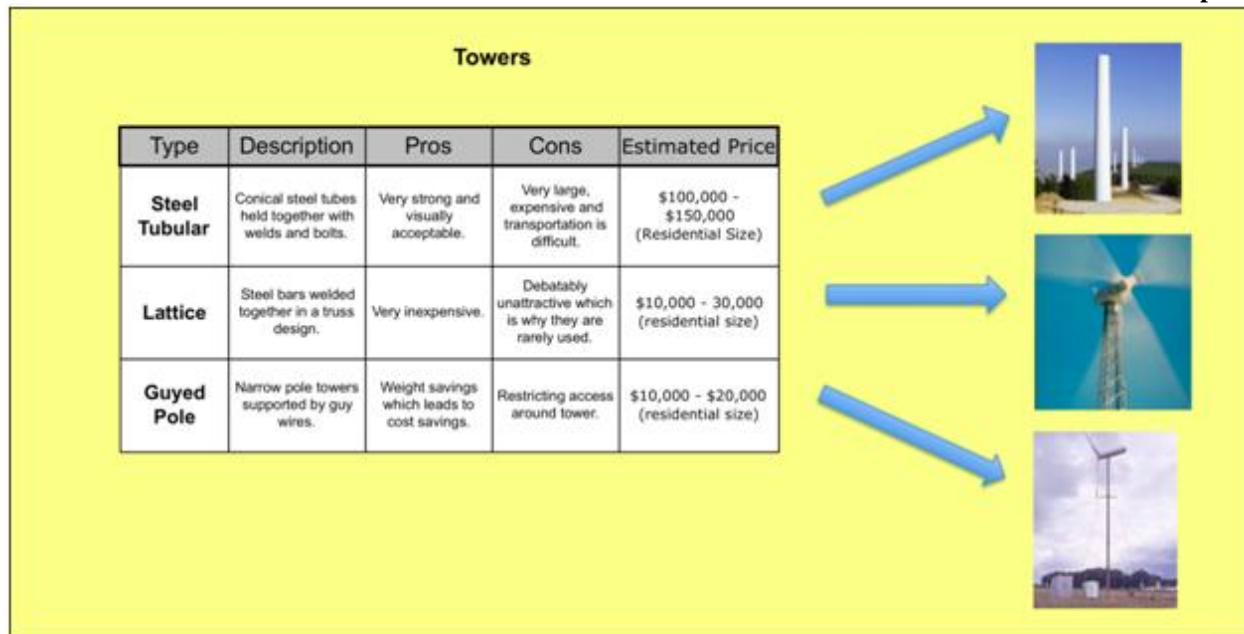 Towers
Type Description Pros Cons Estimated Price
Steel
Tubular
Conical steel tubes
held together with
welds and bolts.
Very strong and
visually
acceptable.
Very large,
expensive and
transportation is
difficult.
$100,000 -
$150,000
(Residential Size)
Lattice
Steel bars welded
together in a truss
design.
Very inexpensive.
Debatably
unattractive which
is why they are
rarely used.
$10,000 - 30,000
(residential size)
Guyed
Pole
Narrow pole towers
supported by guy
wires.
Weight savings
which leads to
cost savings.
Restricting access
around tower.
$10,000 - $20,000
(residential size)